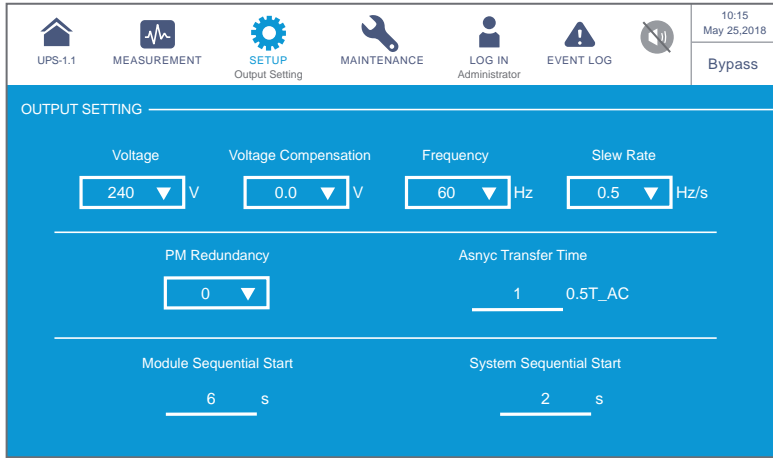 UPS-1.1
MEASUREMENT
SETUP
Output Setting
MAINTENANCE
LOG IN
Administrator
EVENT LOG
10:15
May 25,2018
Bypass
OUTPUT SETTING
Voltage Voltage Compensation Frequency Slew Rate
240 V 0.0 V 60 Hz 0.5 Hz/s
PM Redundancy Asnyc Transfer Time
0 1 0.5T_AC
Module Sequential Start System Sequential Start
6 s 2 s